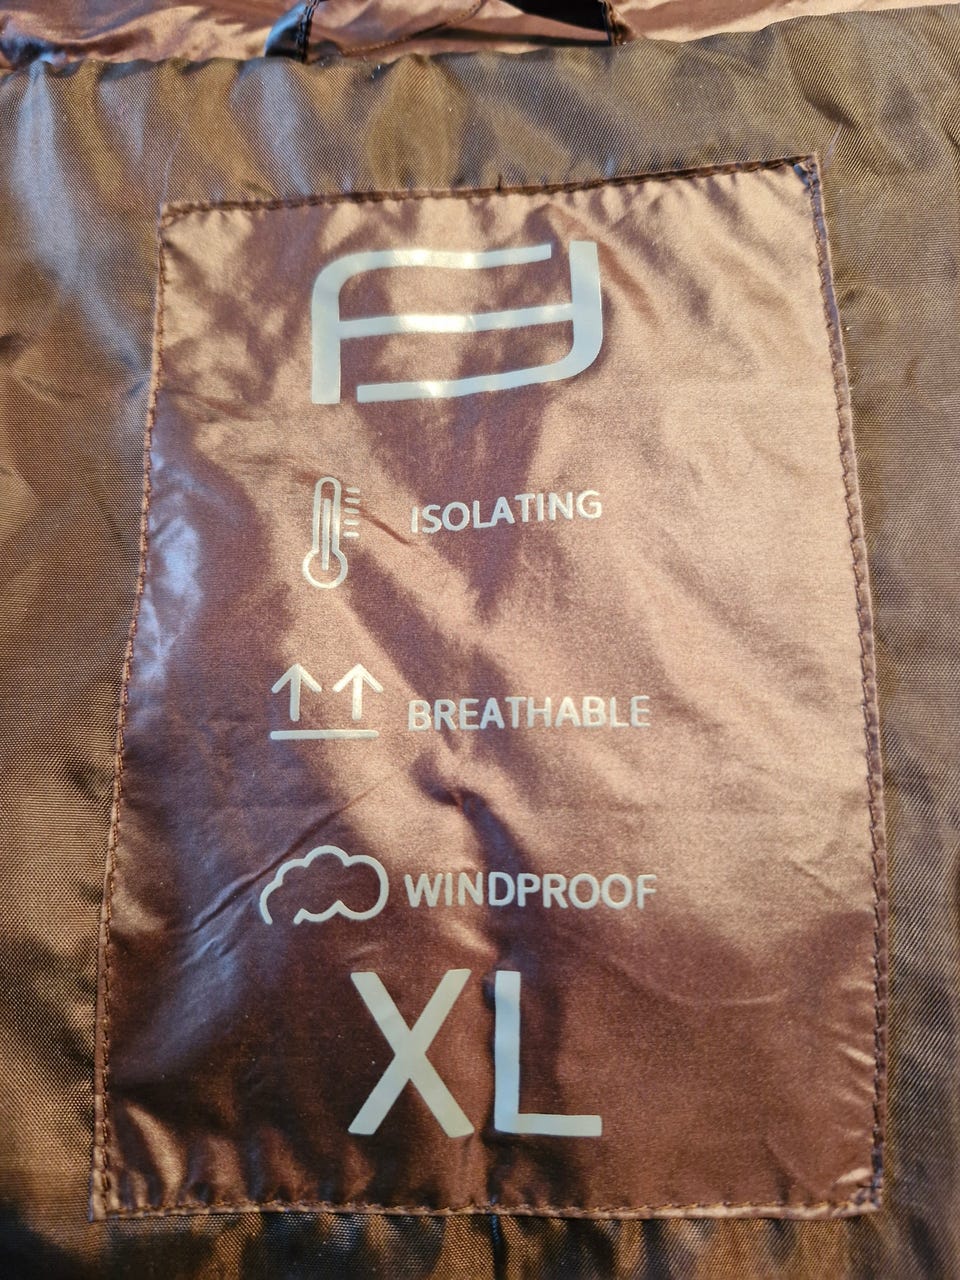 ISOLATING
BREATHABLE
WINDPROOF
XL